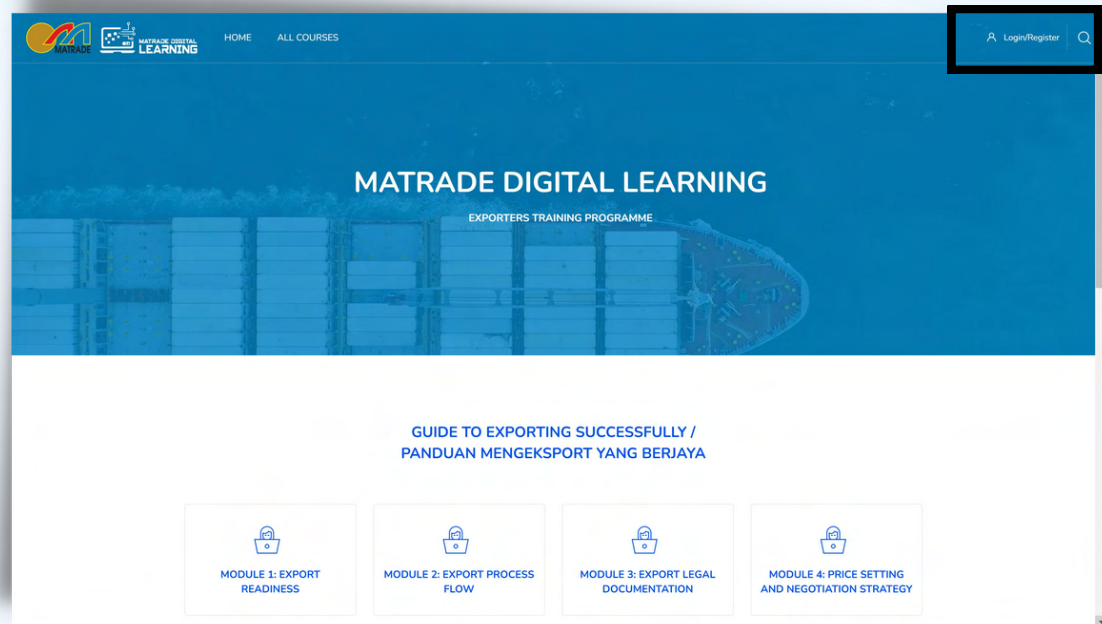 MATRADE
MATRADE DIGITAL
LEARNING
HOME
ALL COURSES
Login/Register
MATRADE DIGITAL LEARNING
EXPORTERS TRAINING PROGRAMME
GUIDE TO EXPORTING SUCCESSFULLY /
PANDUAN MENGEKSPORT YANG BERJAYA
MODULE 1: EXPORT
READINESS
MODULE 2: EXPORT PROCESS
FLOW
MODULE 3: EXPORT LEGAL
DOCUMENTATION
MODULE 4: PRICE SETTING
AND NEGOTIATION STRATEGY